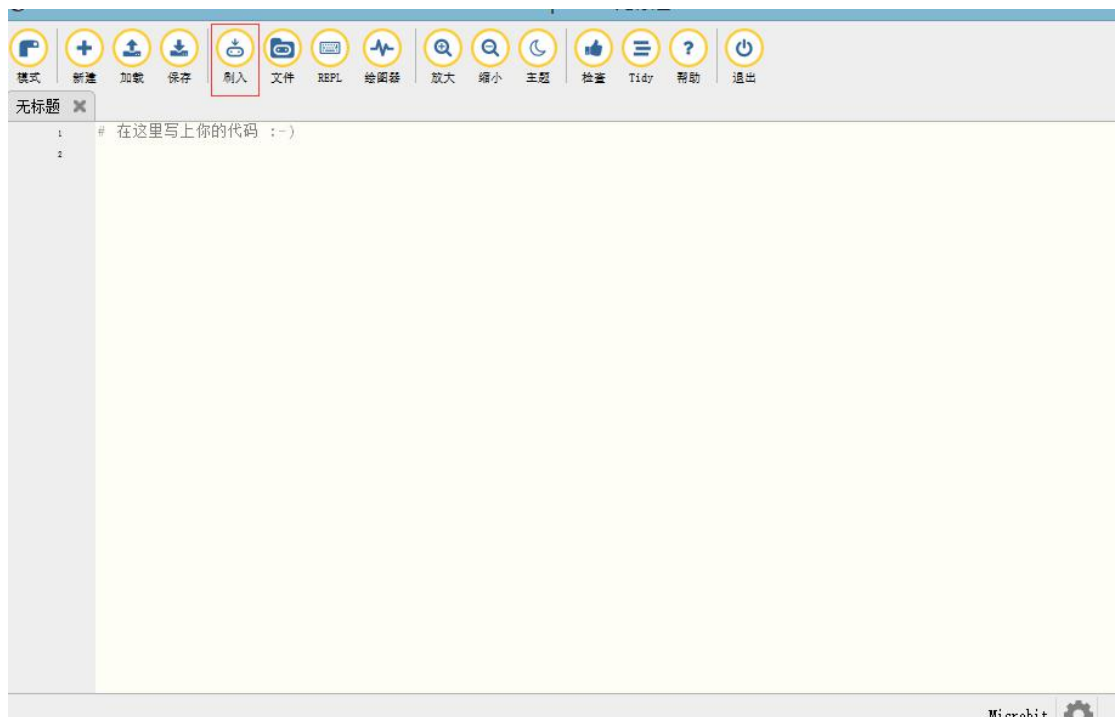 模式 新建 加载 保存 刷入 文件 REPL 绘图器 放大 缩小 主题 检查 Tidy 帮助 退出
无标题
1 # 在这里写上你的代码 :-)
2
Microbit